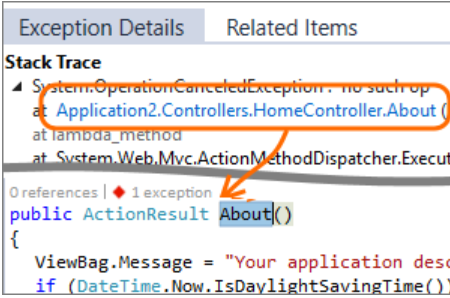 Exception Details Related Items
Stack Trace
System.OperationCanceledException: no such op
at Application2.Controllers.HomeController.About (
at lambda_method
at System.Web.Mvc.ActionMethodDispatcher.Execut
0 references | 1 exception
public ActionResult About()
{
ViewBag.Message = "Your application desc
if (DateTime.Now.IsDaylightSavingTime())